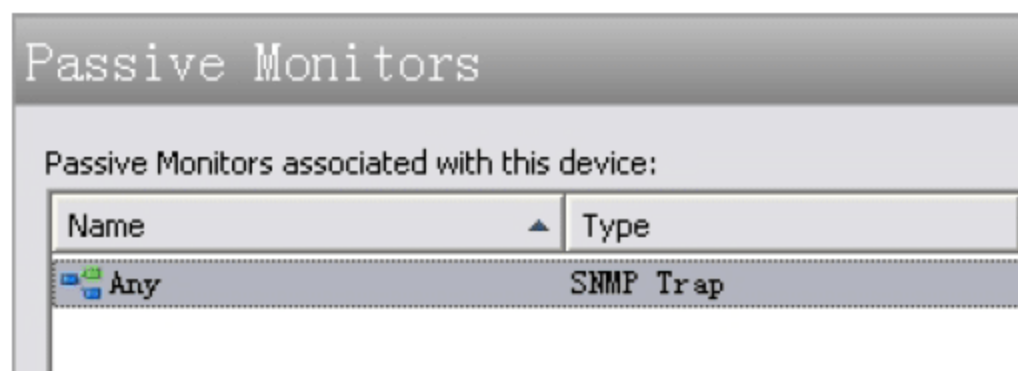 Passive Monitors
Passive Monitors associated with this device:
Name Type
Any SNMP Trap